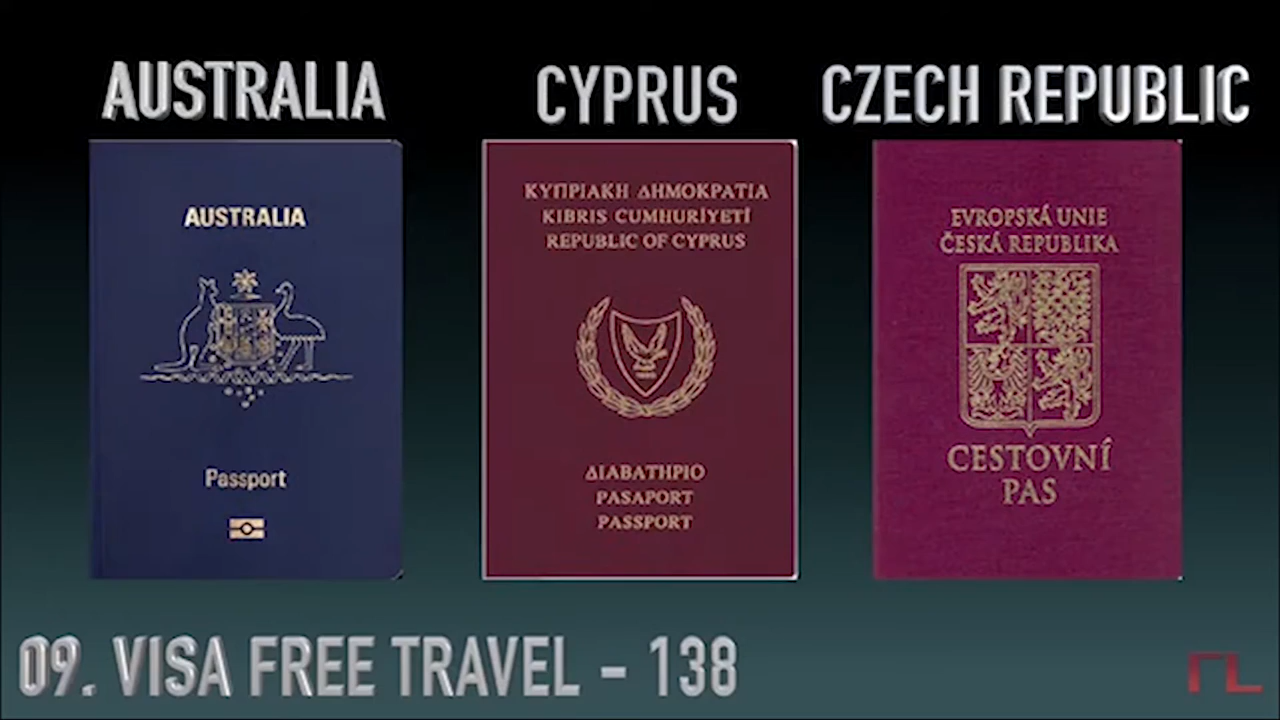 AUSTRALIA
CYPRUS
CZECH REPUBLIC
AUSTRALIA
Passport
ΚΥΠΡΙΑΚΗ ΔΗΜΟΚΡΑΤΙΑ
KIBRIS CUMHURİYETİ
REPUBLIC OF CYPRUS
ΔΙΑΒΑΤΗΡΙΟ
PASAPORT
PASSPORT
EVROPSKÁ UNIE
ČESKÁ REPUBLIKA
CESTOVNÍ
PAS
09. VISA FREE TRAVEL - 138